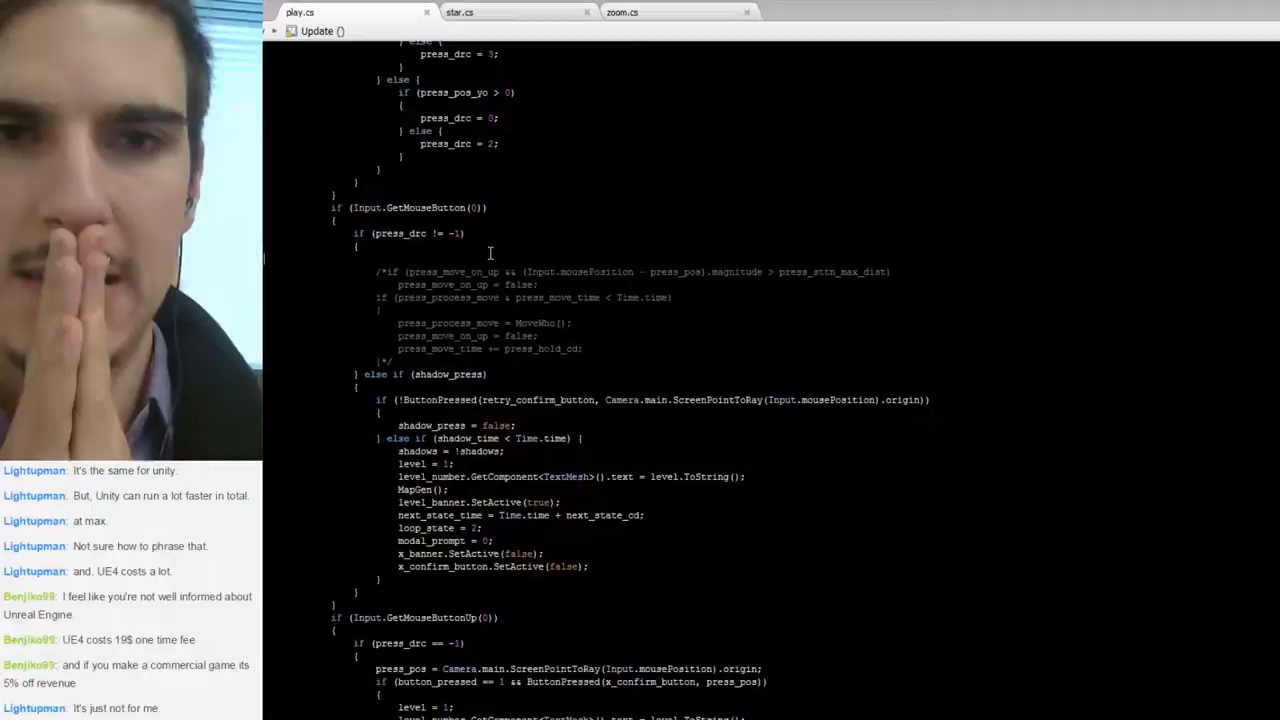 play.cs × star.cs × zoom.cs ×
Update ()
} else {
press_drc = 3;
}
} else {
if (press_pos_yo > 0)
{
press_drc = 0;
} else {
press_drc = 2;
}
}
}
}
if (Input.GetMouseButton(0))
{
if (press_drc != -1)
{
/*if (press_move_on_up && (Input.mousePosition - press_pos).magnitude > press_sttn_max_dist)
press_move_on_up = false;
if (press_process_move & press_move_time < Time.time)
{
press_process_move = MoveWho();
press_move_on_up = false;
press_move_time += press_hold_cd;
}*/
} else if (shadow_press)
{
if (!ButtonPressed(retry_confirm_button, Camera.main.ScreenPointToRay(Input.mousePosition).origin))
{
shadow_press = false;
} else if (shadow_time < Time.time) {
shadows = !shadows;
level = 1;
level_number.GetComponent<TextMesh>().text = level.ToString();
MapGen();
level_banner.SetActive(true);
next_state_time = Time.time + next_state_cd;
loop_state = 2;
modal_prompt = 0;
x_banner.SetActive(false);
x_confirm_button.SetActive(false);
}
}
}
if (Input.GetMouseButtonUp(0))
{
if (press_drc == -1)
{
press_pos = Camera.main.ScreenPointToRay(Input.mousePosition).origin;
if (button_pressed == 1 && ButtonPressed(x_confirm_button, press_pos))
{
level = 1;
level_number.GetComponent<TextMesh>().text = level.ToString();
Lightupman: It's the same for unity.
Lightupman: But, Unity can run a lot faster in total.
Lightupman: at max.
Lightupman: Not sure how to phrase that.
Lightupman: and. UE4 costs a lot.
Benjiko99: I feel like you're not well informed about
Unreal Engine.
Benjiko99: UE4 costs 19$ one time fee
Benjiko99: and if you make a commercial game its
5% off revenue
Lightupman: It's just not for me.